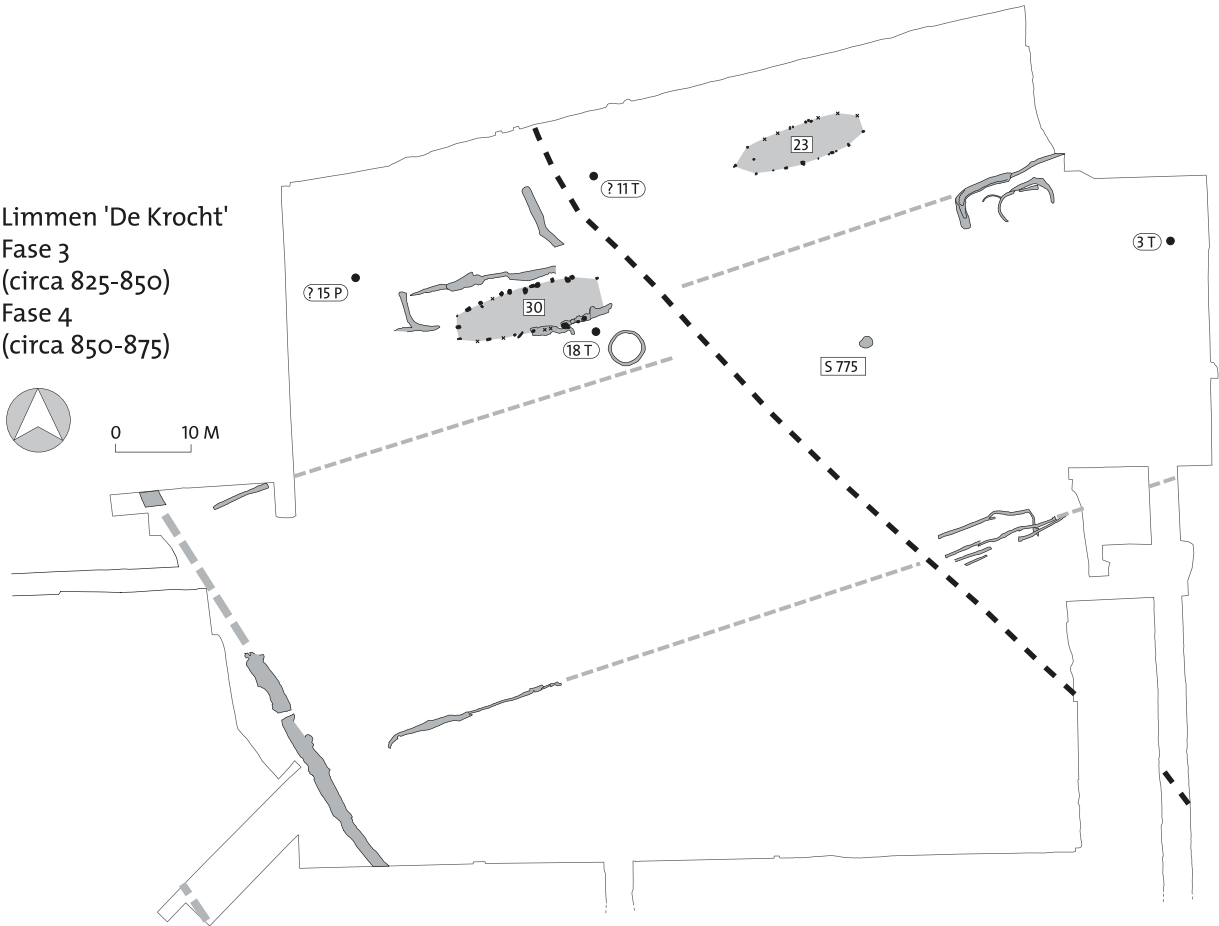 Limmen 'De Krocht'
Fase 3
(circa 825-850)
Fase 4
(circa 850-875)
0 10 M
23
? 11 T
3 T
? 15 P
30
18 T
S 775